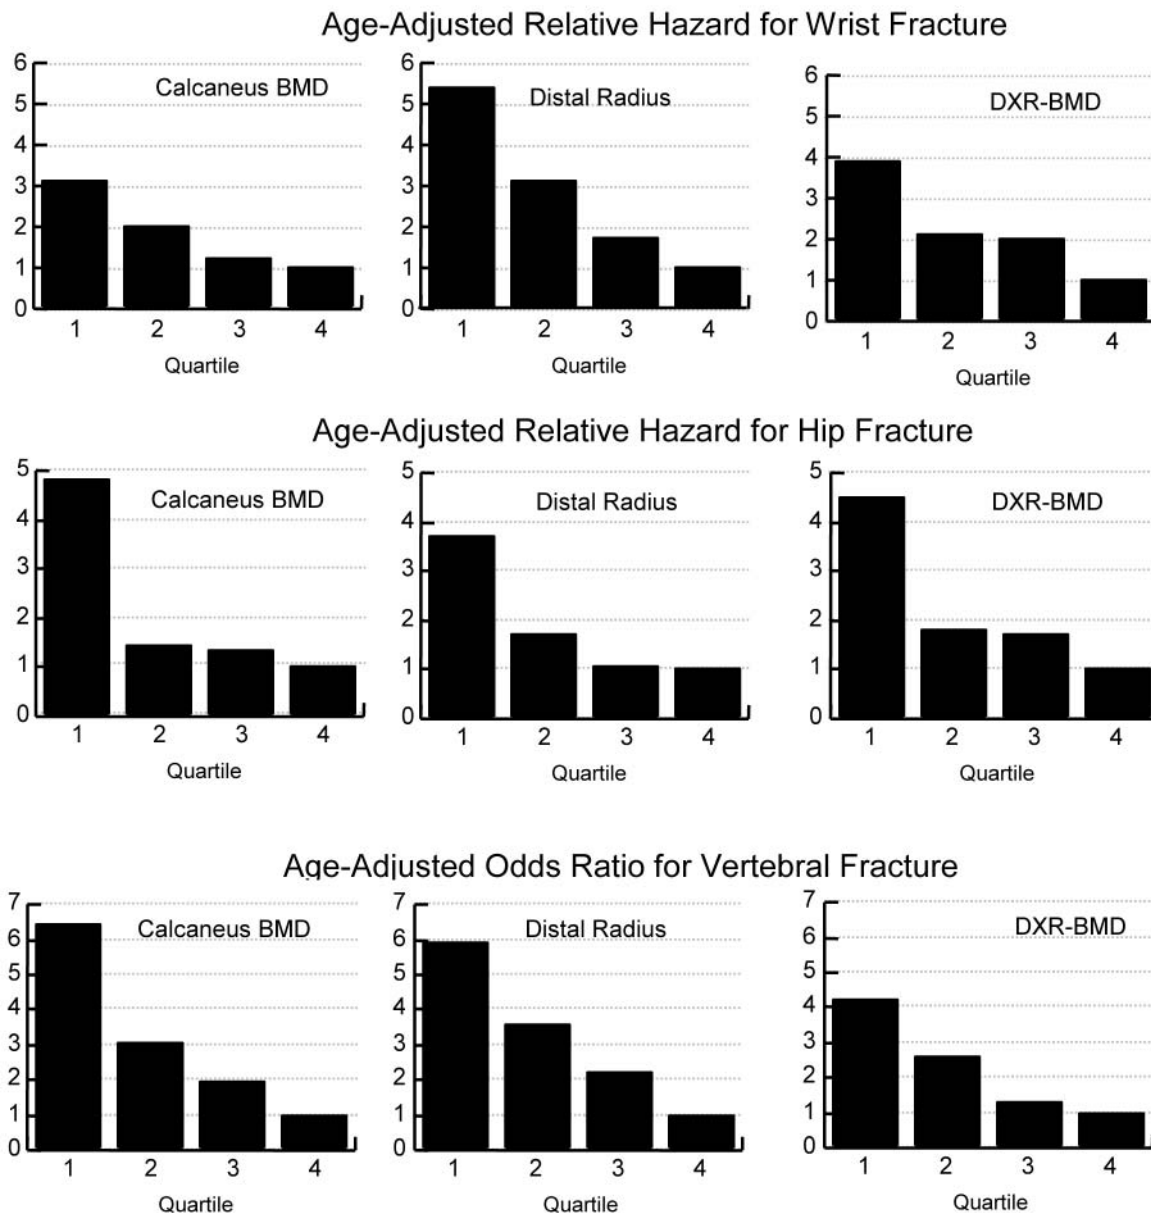 Age-Adjusted Relative Hazard for Wrist Fracture
Calcaneus BMD
6
5
4
3
2
1
0
1 2 3 4
Quartile
Distal Radius
6
5
4
3
2
1
0
1 2 3 4
Quartile
DXR-BMD
6
5
4
3
2
1
0
1 2 3 4
Quartile
Age-Adjusted Relative Hazard for Hip Fracture
Calcaneus BMD
5
4
3
2
1
0
1 2 3 4
Quartile
Distal Radius
5
4
3
2
1
0
1 2 3 4
Quartile
DXR-BMD
5
4
3
2
1
0
1 2 3 4
Quartile
Age-Adjusted Odds Ratio for Vertebral Fracture
Calcaneus BMD
7
6
5
4
3
2
1
0
1 2 3 4
Quartile
Distal Radius
7
6
5
4
3
2
1
0
1 2 3 4
Quartile
DXR-BMD
7
6
5
4
3
2
1
0
1 2 3 4
Quartile